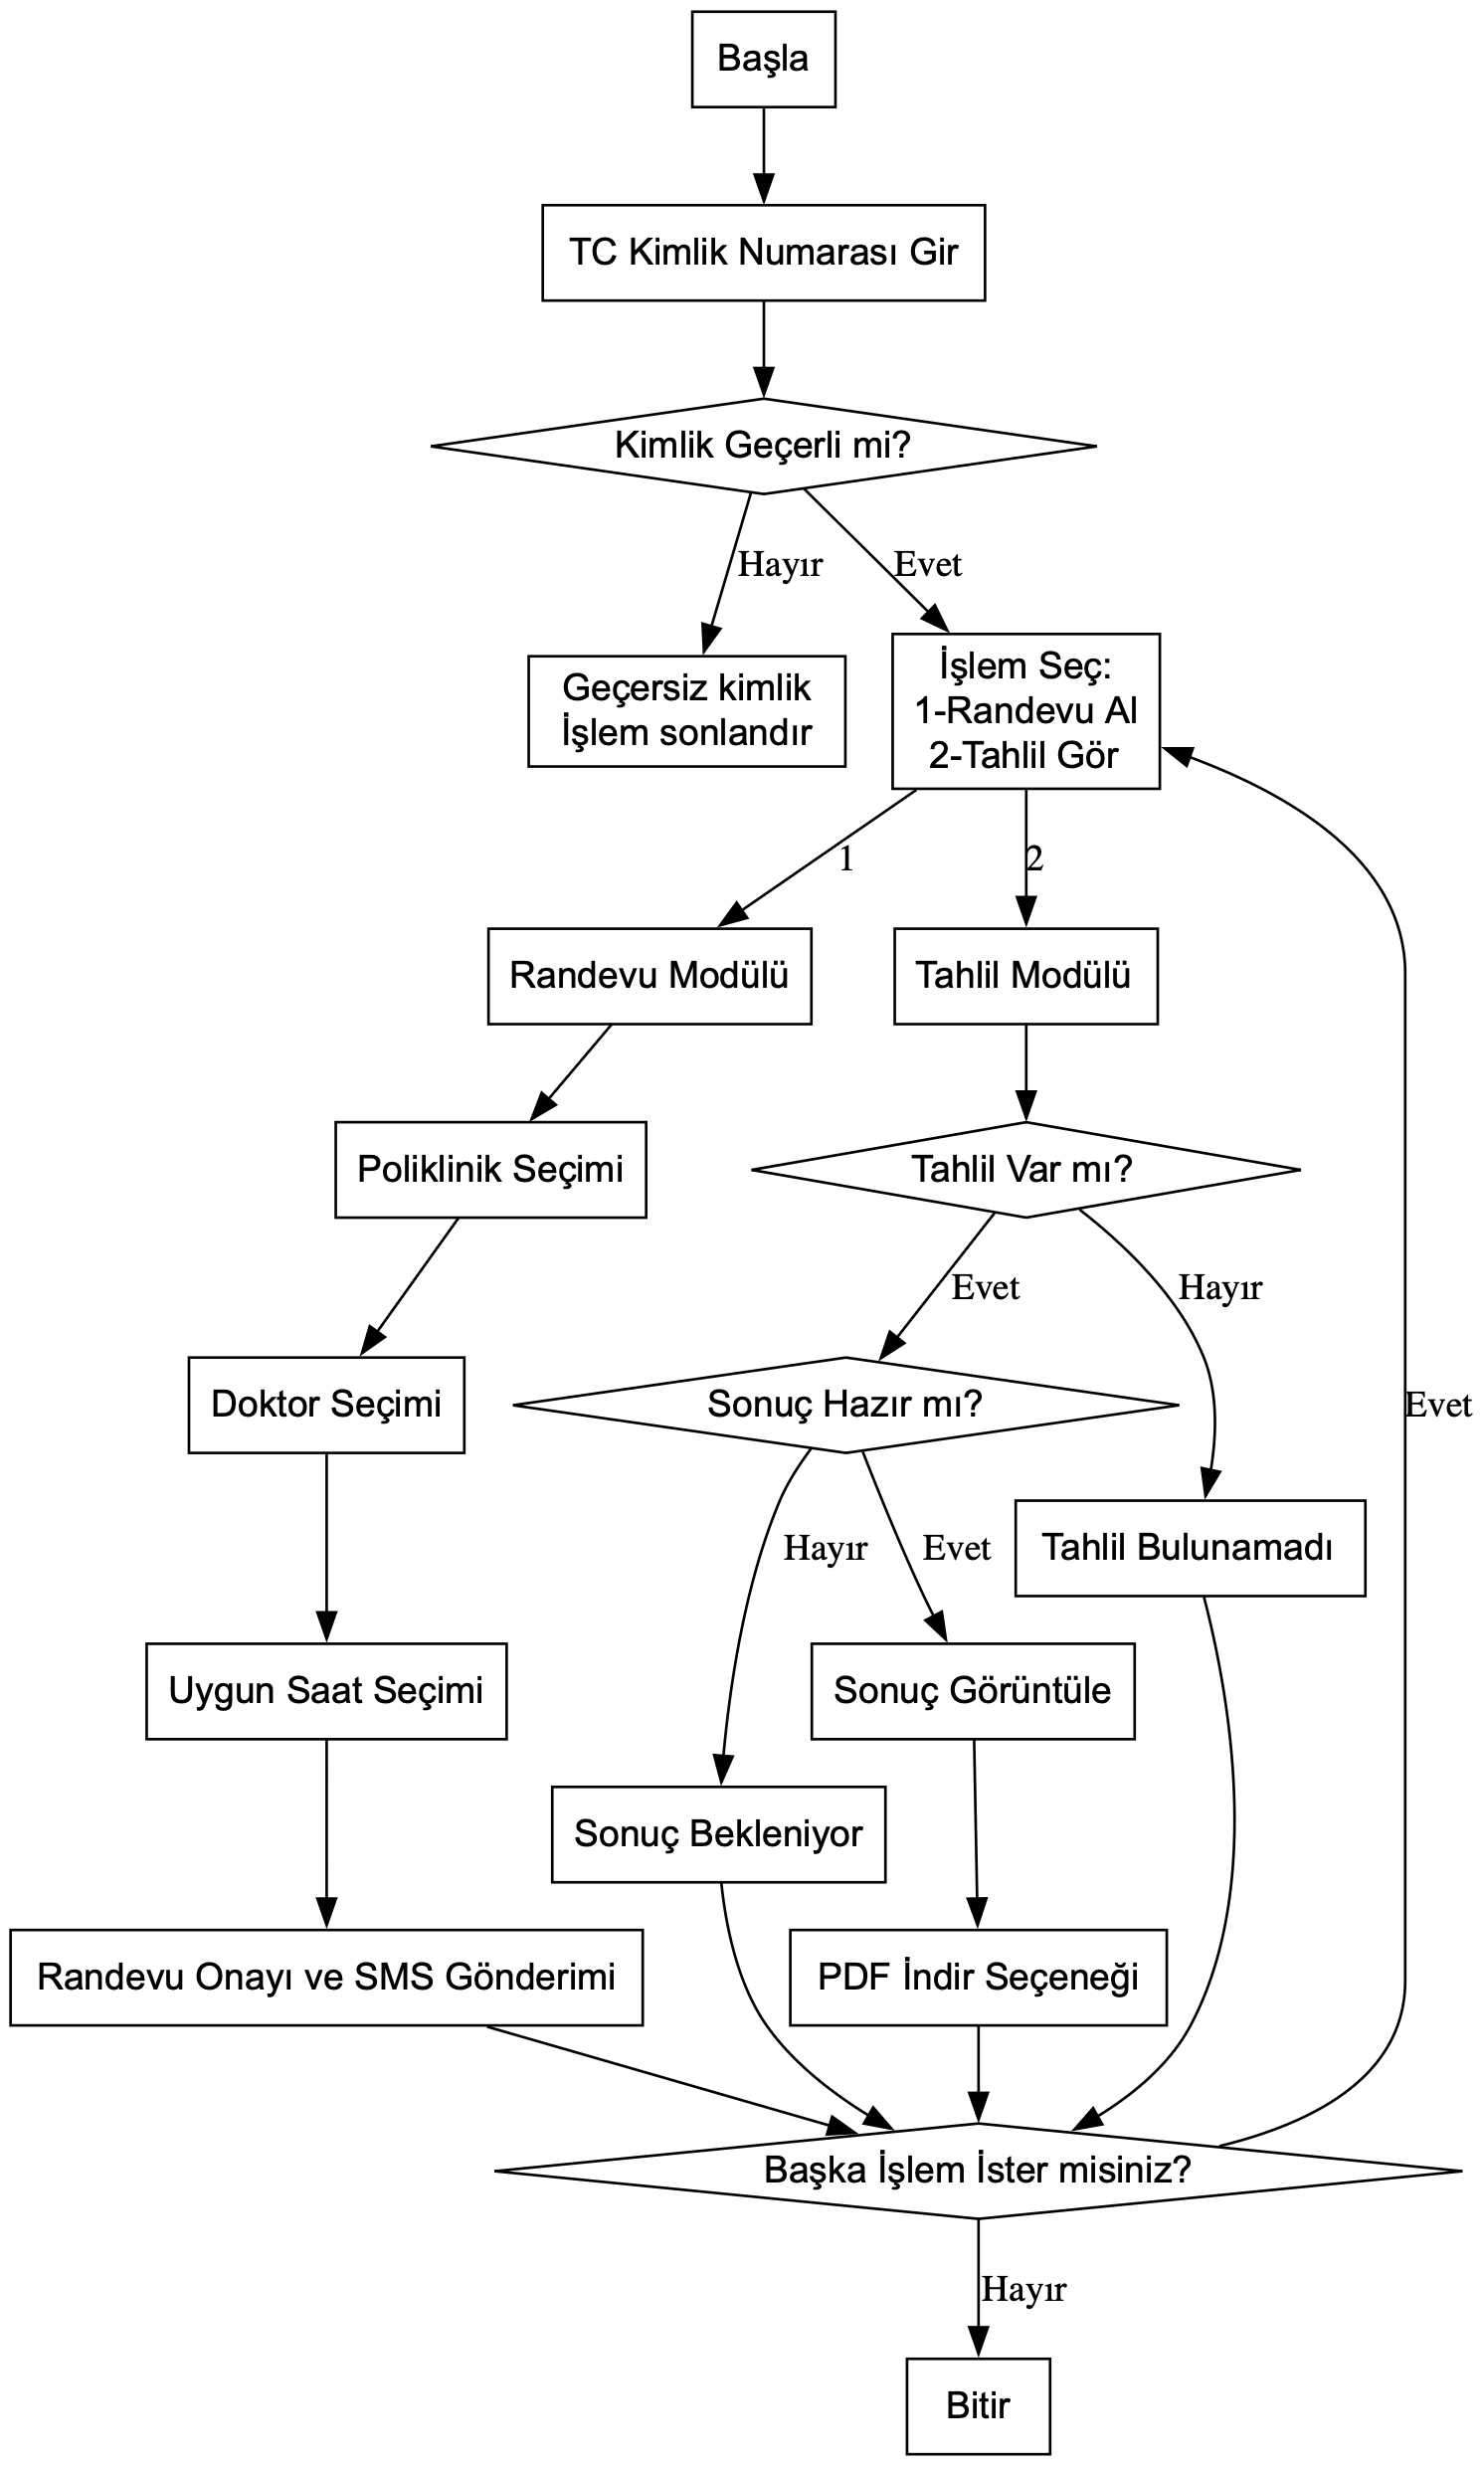 Başla
TC Kimlik Numarası Gir
Kimlik Geçerli mi?
Hayır
Evet
Geçersiz kimlik
İşlem sonlandır
İşlem Seç:
1-Randevu Al
2-Tahlil Gör
1
2
Randevu Modülü
Tahlil Modülü
Poliklinik Seçimi
Tahlil Var mı?
Evet
Hayır
Doktor Seçimi
Sonuç Hazır mı?
Evet
Hayır
Evet
Tahlil Bulunamadı
Uygun Saat Seçimi
Sonuç Görüntüle
Sonuç Bekleniyor
Randevu Onayı ve SMS Gönderimi
PDF İndir Seçeneği
Başka İşlem İster misiniz?
Hayır
Bitir